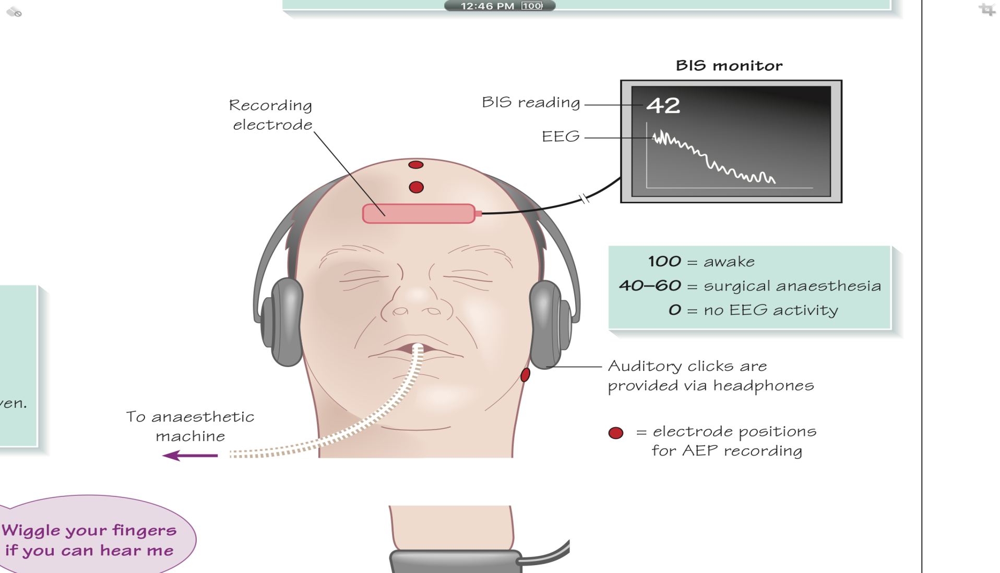 12:46 PM 100
BIS monitor
Recording
electrode
BIS reading
42
EEG
100 = awake
40–60 = surgical anaesthesia
0 = no EEG activity
Auditory clicks are
provided via headphones
To anaesthetic
machine
= electrode positions
for AEP recording
Wiggle your fingers
if you can hear me